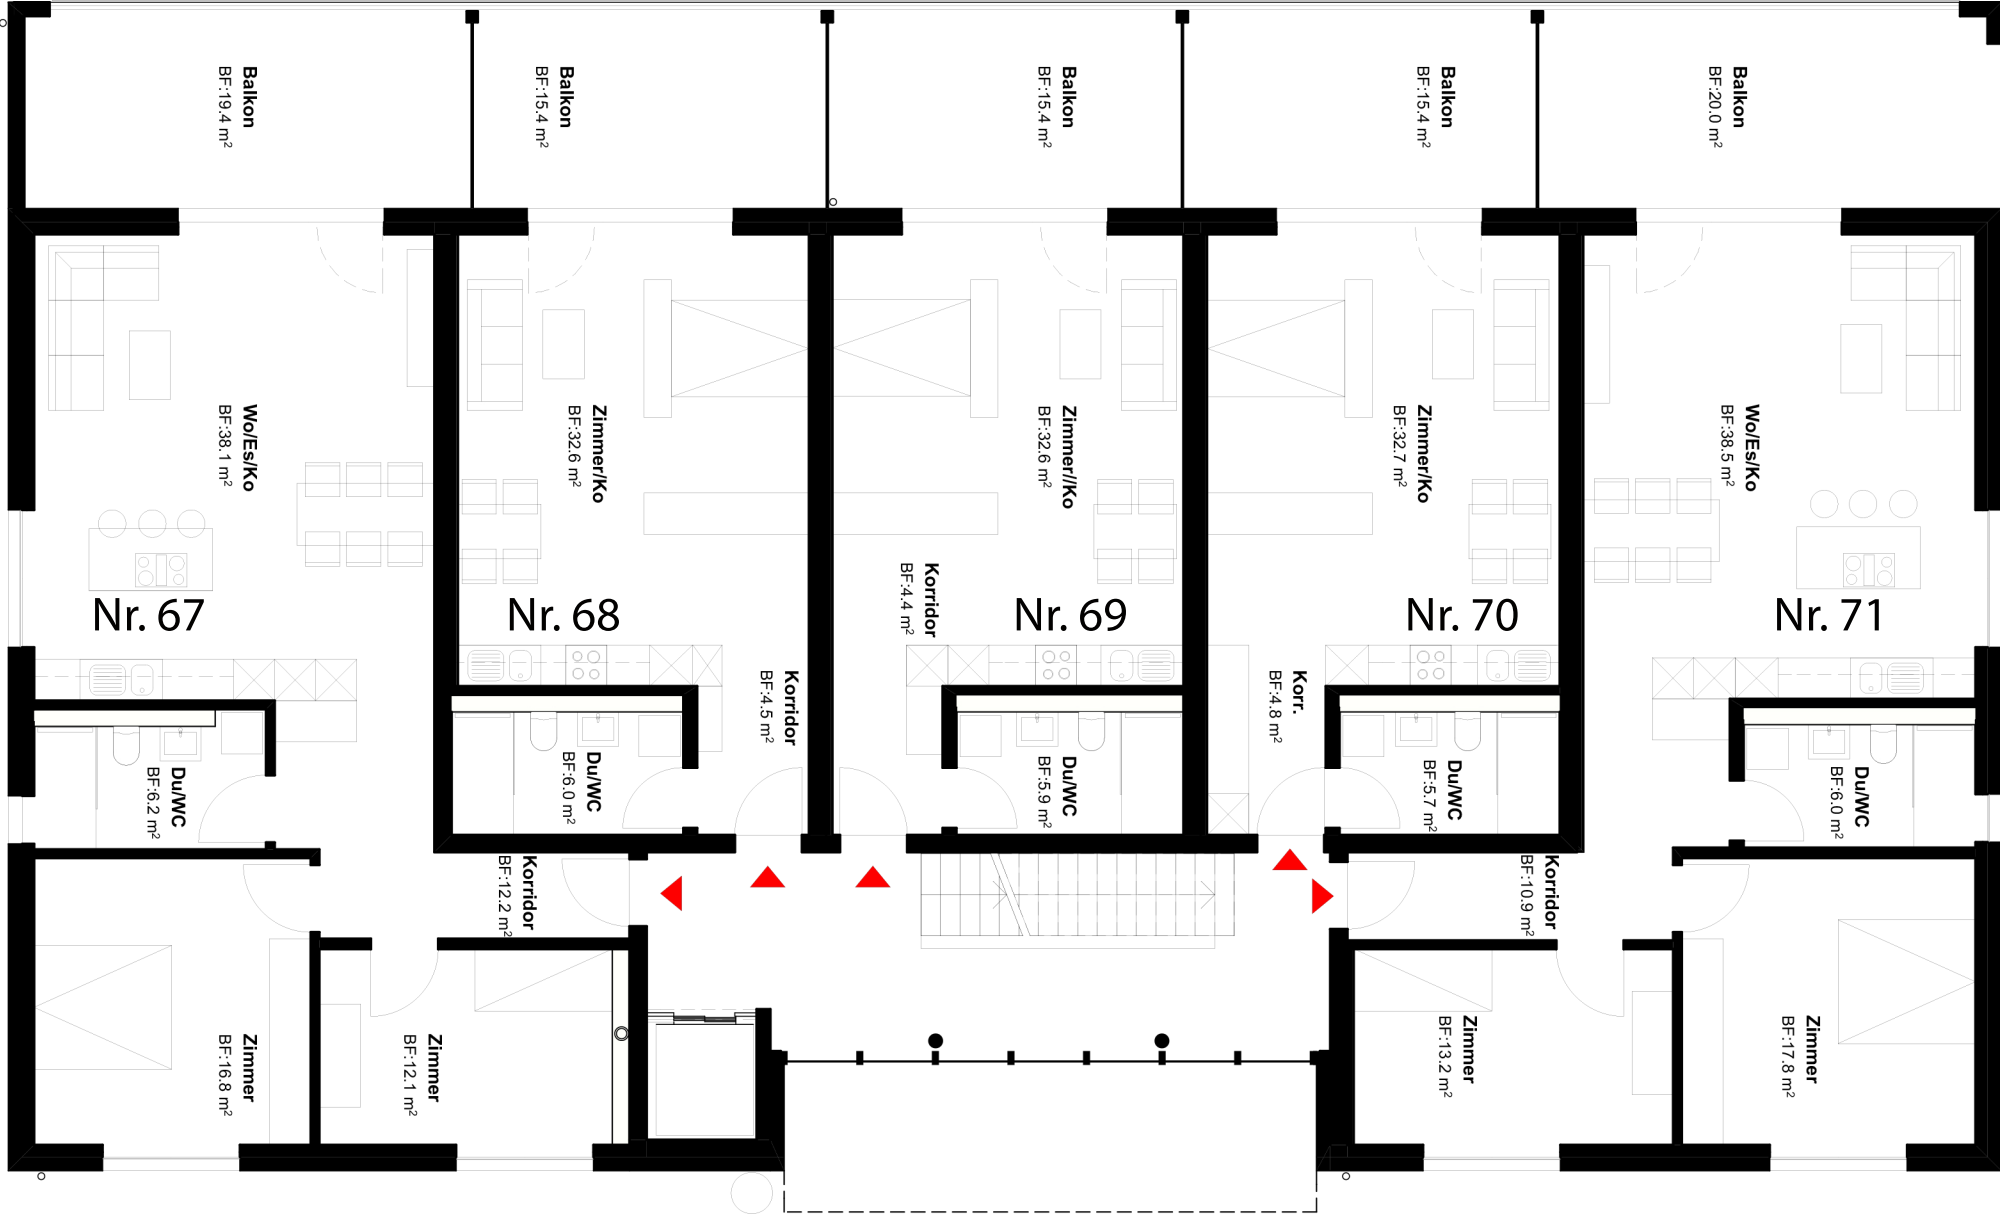 Balkon
BF:19.4 m²
Balkon
BF:15.4 m²
Balkon
BF:15.4 m²
Balkon
BF:15.4 m²
Balkon
BF:20.0 m²
Wo/Es/Ko
BF:38.1 m²
Zimmer/Ko
BF:32.6 m²
Zimmer//Ko
BF:32.6 m²
Zimmer/Ko
BF:32.7 m²
Wo/Es/Ko
BF:38.5 m²
Korridor
BF:4.4 m²
Nr. 67
Nr. 68
Nr. 69
Nr. 70
Nr. 71
Korridor
BF:4.5 m²
Korr.
BF:4.8 m²
Du/WC
BF:6.2 m²
Du/WC
BF:6.0 m²
Du/WC
BF:5.9 m²
Du/WC
BF:5.7 m²
Du/WC
BF:6.0 m²
Korridor
BF:12.2 m²
Korridor
BF:10.9 m²
Zimmer
BF:16.8 m²
Zimmer
BF:12.1 m²
Zimmer
BF:13.2 m²
Zimmer
BF:17.8 m²